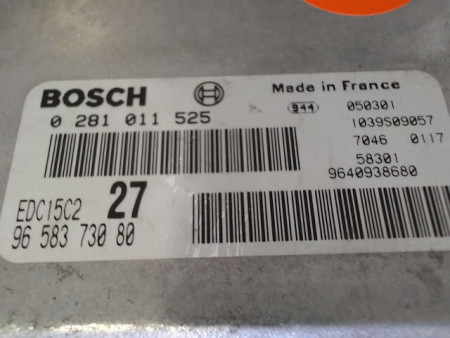 BOSCH
Made in France
0 281 011 525
944 050301
1039S09057
7046 0117
58301
9640938680
EDC15C2 27
96 583 730 80